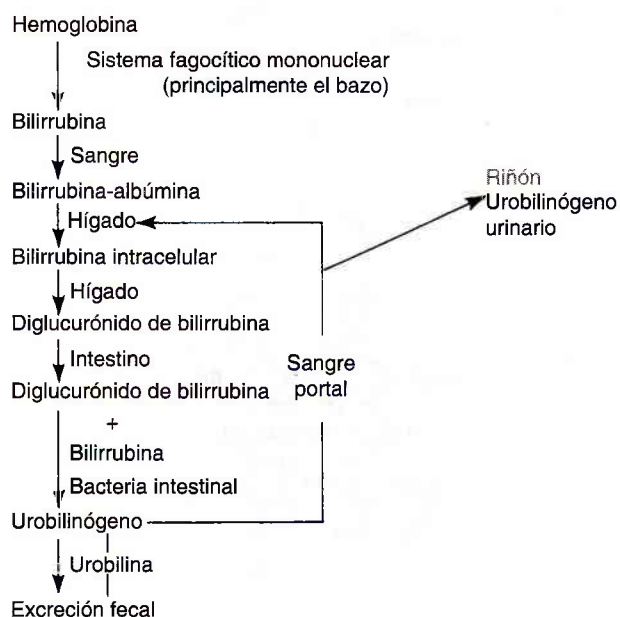 Hemoglobina
Sistema fagocítico mononuclear
(principalmente el bazo)
Bilirrubina
Sangre
Bilirrubina-albúmina
Hígado
Bilirrubina intracelular
Hígado
Diglucurónido de bilirrubina
Intestino
Diglucurónido de bilirrubina
+
Bilirrubina
Bacteria intestinal
Urobilinógeno
Urobilina
Excreción fecal
Sangre
portal
Riñón
Urobilinógeno
urinario